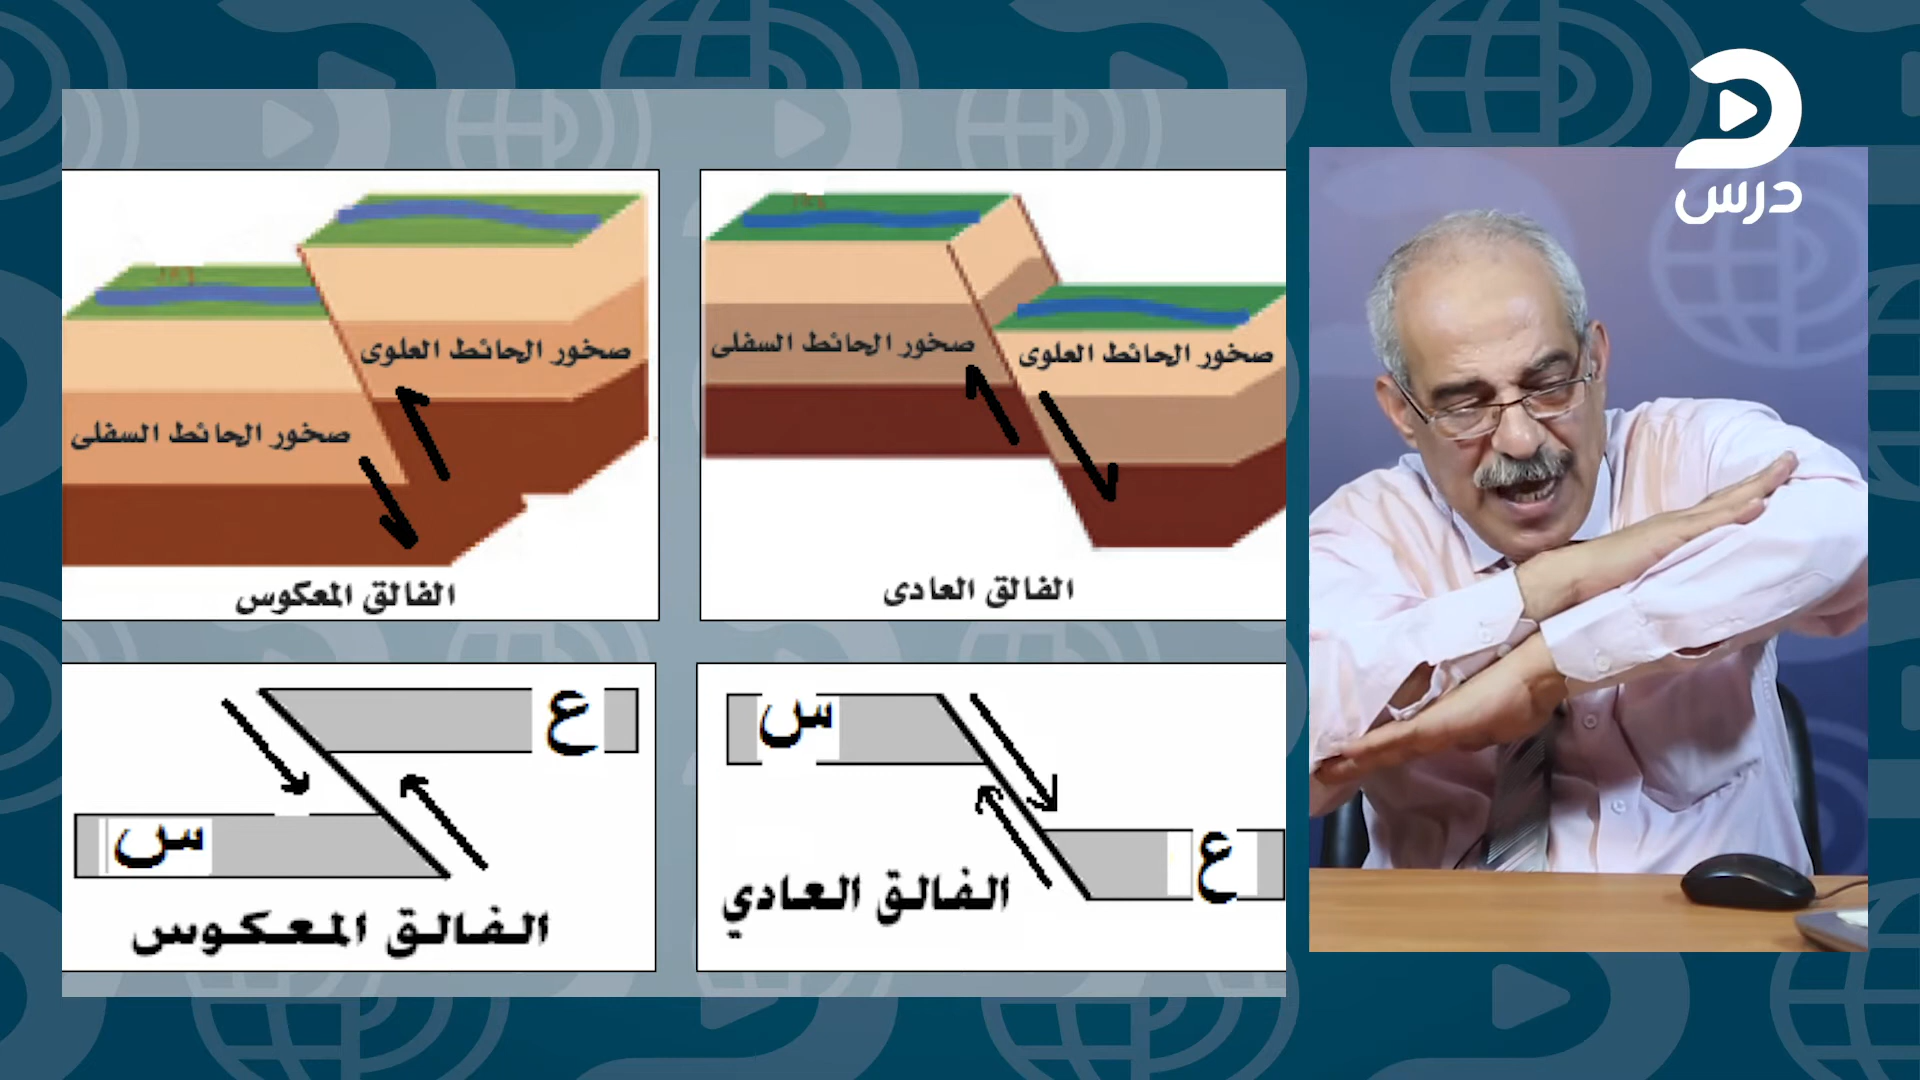 درس
صخور الحائط العلوى
صخور الحائط السفلى
الفالق المعكوس
صخور الحائط السفلى
صخور الحائط العلوى
الفالق العادى
ع
س
الفالق المعكوس
س
ع
الفالق العادي